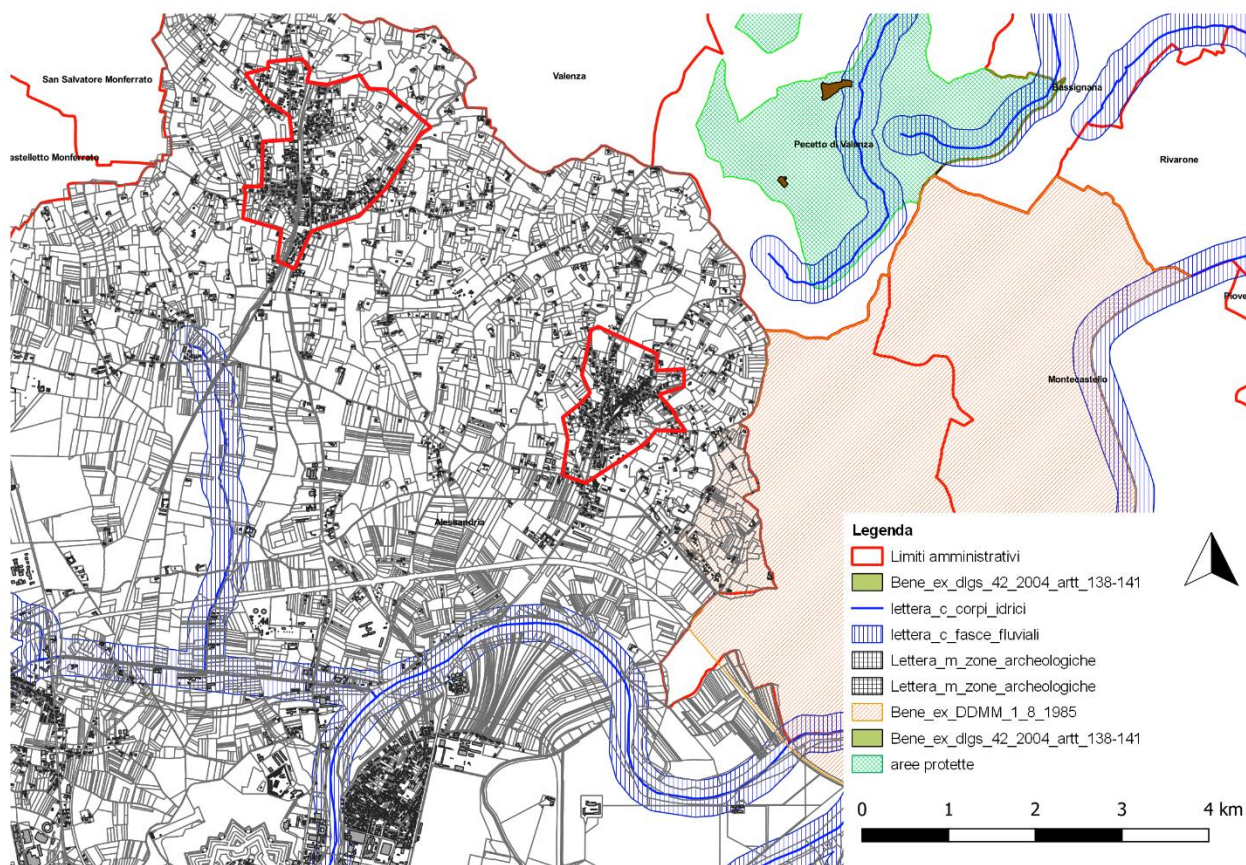 San Salvatore Monferrato
Valenza
Bassignana
Pecetto di Valenza
astelletto Monferrato
Rivarone
Piove
Montecastello
Alessandria
Legenda
Limiti amministrativi
Bene_ex_dlgs_42_2004_artt_138-141
lettera_c_corpi_idrici
lettera_c_fasce_fluviali
Lettera_m_zone_archeologiche
Lettera_m_zone_archeologiche
Bene_ex_DDMM_1_8_1985
Bene_ex_dlgs_42_2004_artt_138-141
aree protette
0 1 2 3 4 km